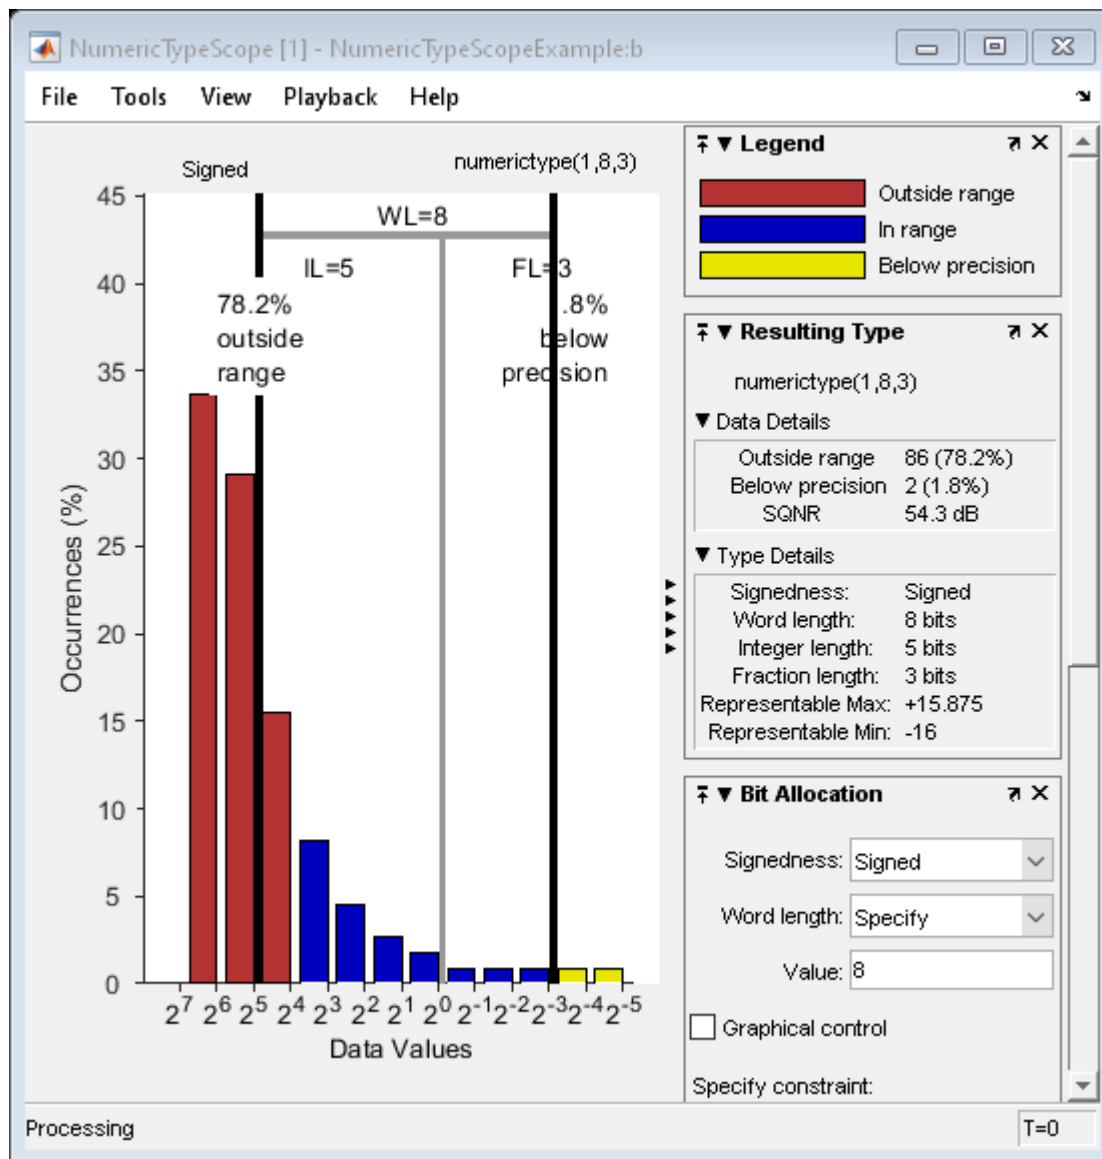 NumericTypeScope [1] - NumericTypeScopeExample:b
File Tools View Playback Help
Signed
numerictype(1,8,3)
WL=8
IL=5
FL=3
78.2%
outside
range
.8%
below
precision
45
40
35
30
25
20
15
10
5
0
Occurrences (%)
2^7 2^6 2^5 2^4 2^3 2^2 2^1 2^0 2^-1 2^-2 2^-3 2^-4 2^-5
Data Values
Legend
Outside range
In range
Below precision
Resulting Type
numerictype(1,8,3)
Data Details
Outside range 86 (78.2%)
Below precision 2 (1.8%)
SQNR 54.3 dB
Type Details
Signedness: Signed
Word length: 8 bits
Integer length: 5 bits
Fraction length: 3 bits
Representable Max: +15.875
Representable Min: -16
Bit Allocation
Signedness: Signed
Word length: Specify
Value: 8
Graphical control
Specify constraint:
Processing
T=0